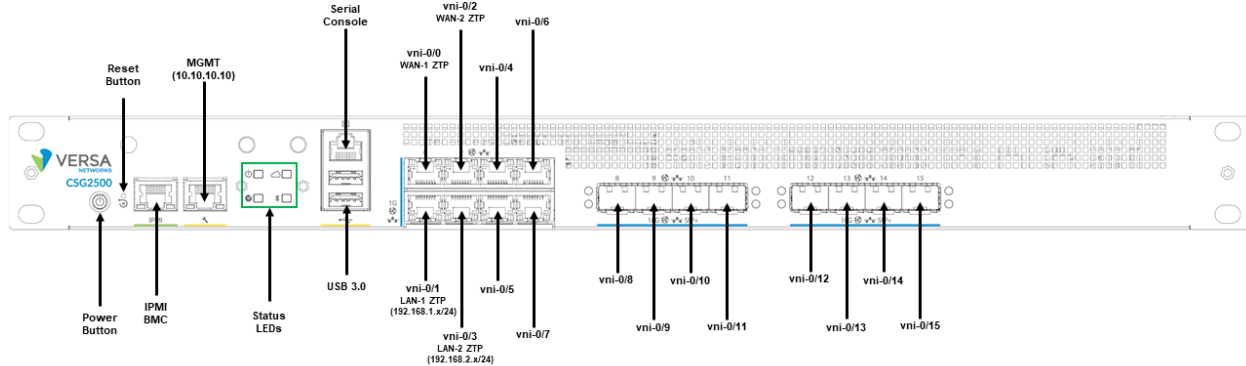 Serial
Console
vni-0/2
WAN-2 ZTP
vni-0/6
vni-0/0
WAN-1 ZTP
vni-0/4
Reset
Button
MGMT
(10.10.10.10)
VERSA
NETWORKS
CSG2500
IPMI
1G
8 9 10 11
12 13 14 15
10G SFP+
10G SFP+
Power
Button
IPMI
BMC
Status
LEDs
USB 3.0
vni-0/1
LAN-1 ZTP
(192.168.1.x/24)
vni-0/3
LAN-2 ZTP
(192.168.2.x/24)
vni-0/5
vni-0/7
vni-0/8
vni-0/9
vni-0/10
vni-0/11
vni-0/12
vni-0/13
vni-0/14
vni-0/15